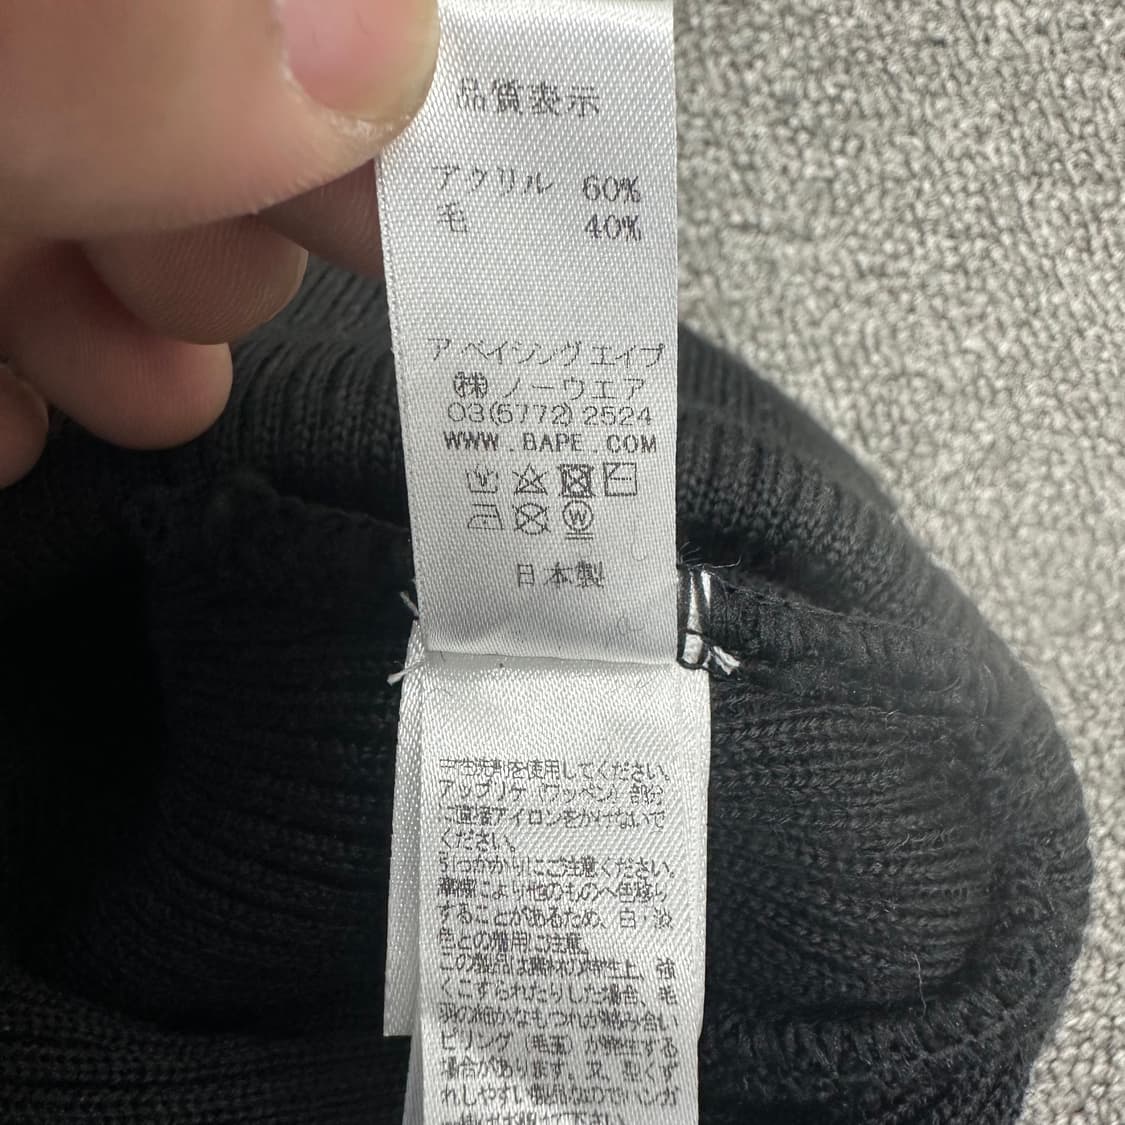 品質表示
アクリル 60%
毛 40%
ア ベイシング エイプ
㈱ ノーウエア
03(5772)2524
WWW.BAPE.COM
日本製
中性洗剤を使用してください。
アップリケ(ワッペン)部分
に直接アイロンをかけないで
ください。
引っかかりにご注意ください。
摩擦により他のものへ色移り
することがあるため、白・淡
色との着用に注意。
この製品は素材の特性上、強
くこすられたりした場合、毛
羽の細かなもつれが絡み合い
ピリング(毛玉)が発生する
場合があります。又、型くず
れしやすい製品なのでハンガ